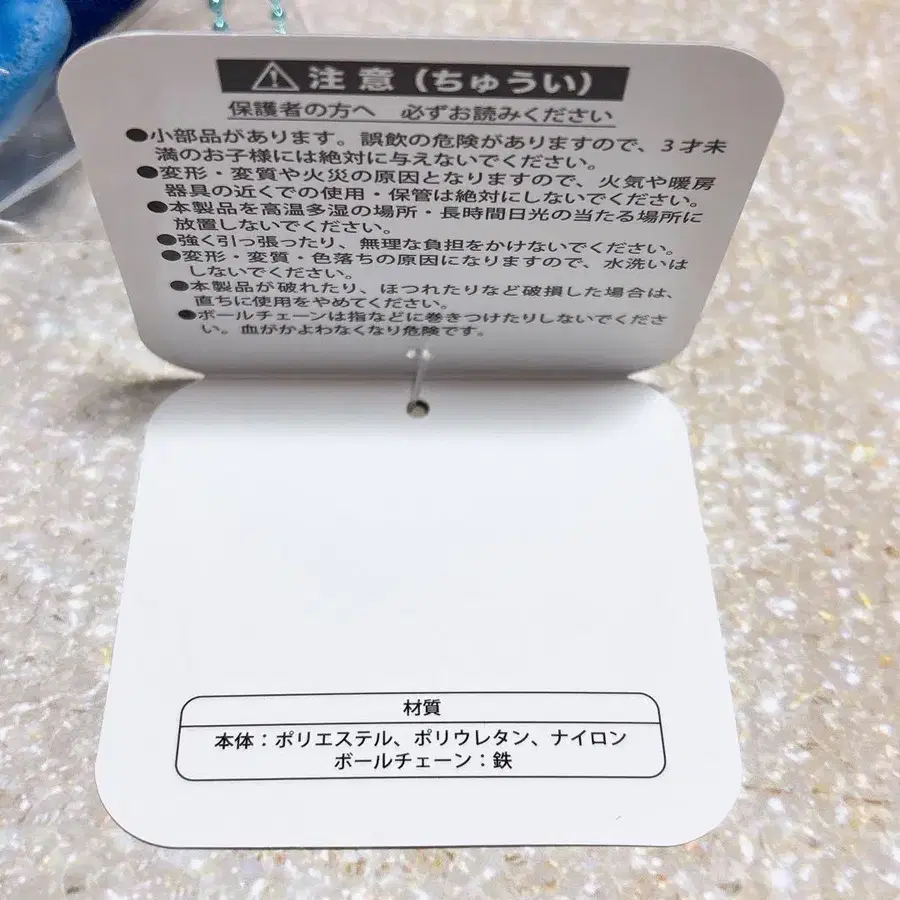 注意（ちゅうい）
保護者の方へ 必ずお読みください
●小部品があります。誤飲の危険がありますので、3才未
満のお子様には絶対に与えないでください。
●変形・変質や火災の原因となりますので、火気や暖房
器具の近くでの使用・保管は絶対にしないでください。
●本製品を高温多湿の場所・長時間日光の当たる場所に
放置しないでください。
●強く引っ張ったり、無理な負担をかけないでください。
●変形・変質・色落ちの原因になりますので、水洗いは
しないでください。
●本製品が破れたり、ほつれたりなど破損した場合は、
直ちに使用をやめてください。
●ボールチェーンは指などに巻きつけたりしないでくださ
い。血がかよわなくなり危険です。
材質
本体：ポリエステル、ポリウレタン、ナイロン
ボールチェーン：鉄